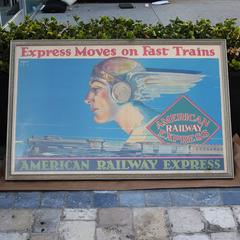 Express Moves on Fast Trains
AMERICAN
RAILWAY
EXPRESS
AMERICAN RAILWAY EXPRESS